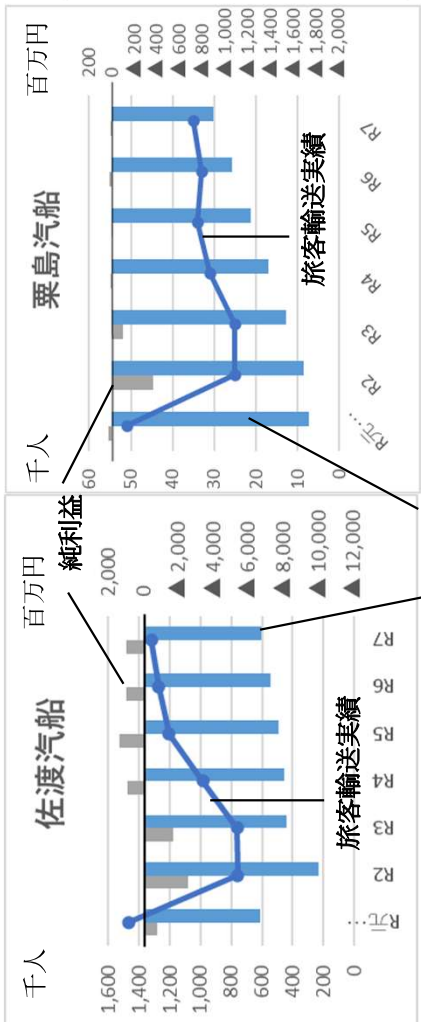 佐渡汽船
千人
百万円
1,600
1,400
1,200
1,000
800
600
400
200
0
2,000
0
▲ 2,000
▲ 4,000
▲ 6,000
▲ 8,000
▲ 10,000
▲ 12,000
純利益
旅客輸送実績
R元…
R2
R3
R4
R5
R6
R7
粟島汽船
千人
百万円
60
50
40
30
20
10
0
200
0
▲ 200
▲ 400
▲ 600
▲ 800
▲ 1,000
▲ 1,200
▲ 1,400
▲ 1,600
▲ 1,800
▲ 2,000
旅客輸送実績
R元…
R2
R3
R4
R5
R6
R7